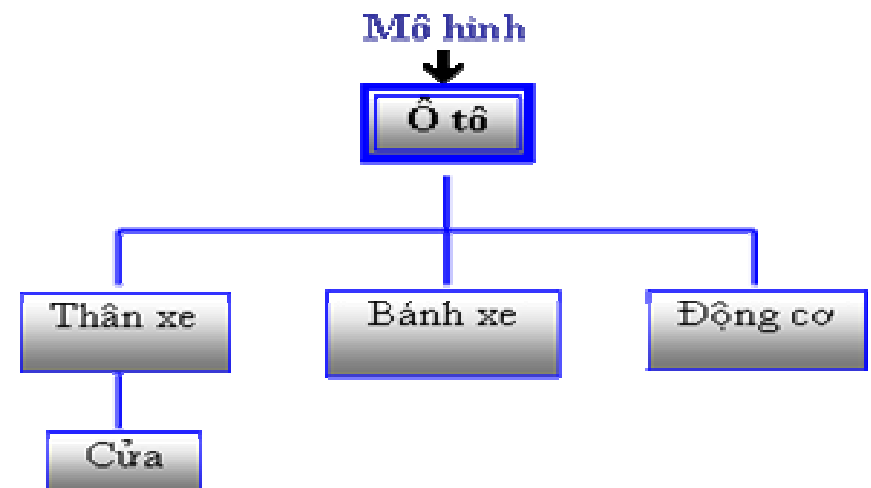 Mô hình
Ô tô
Thân xe
Bánh xe
Động cơ
Cửa